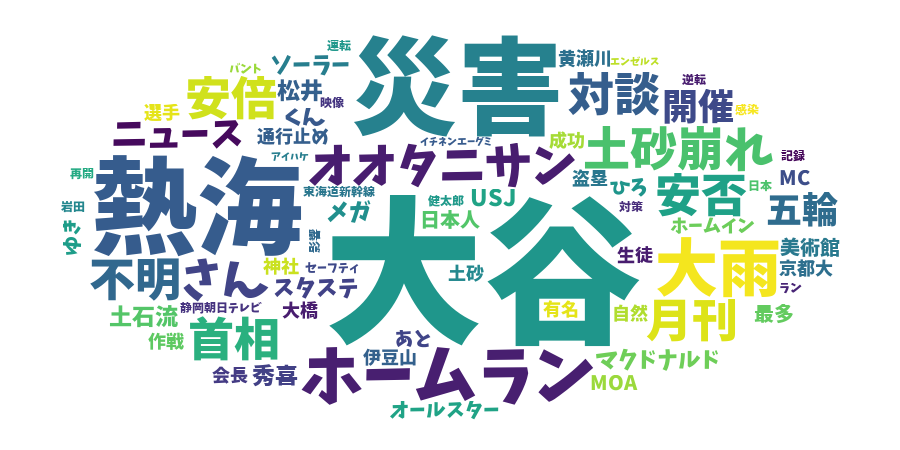 運転
ソーラー
災害
黄瀬川
エンゼルス
バント
安倍
松井
映像
対談
逆転
選手
くん
開催
感染
ニュース
通行止め
イチネンエーグミ
成功
土砂崩れ
アイハケ
オオタニサン
記録
再開
熱海
東海道新幹線
健太郎
USJ
盗塁
ひろ
安否
日本
MC
岩田
メガ
日本人
対策
五輪
ゆき
大谷
ホームイン
生徒
大雨
美術館
不明
さん
神社
セーフティ
土砂
京都大
スタステ
ラン
土石流
静岡朝日テレビ
大橋
有名
自然
月刊
最多
作戦
首相
あと
ホームラン
伊豆山
マクドナルド
会長
秀喜
MOA
オールスター